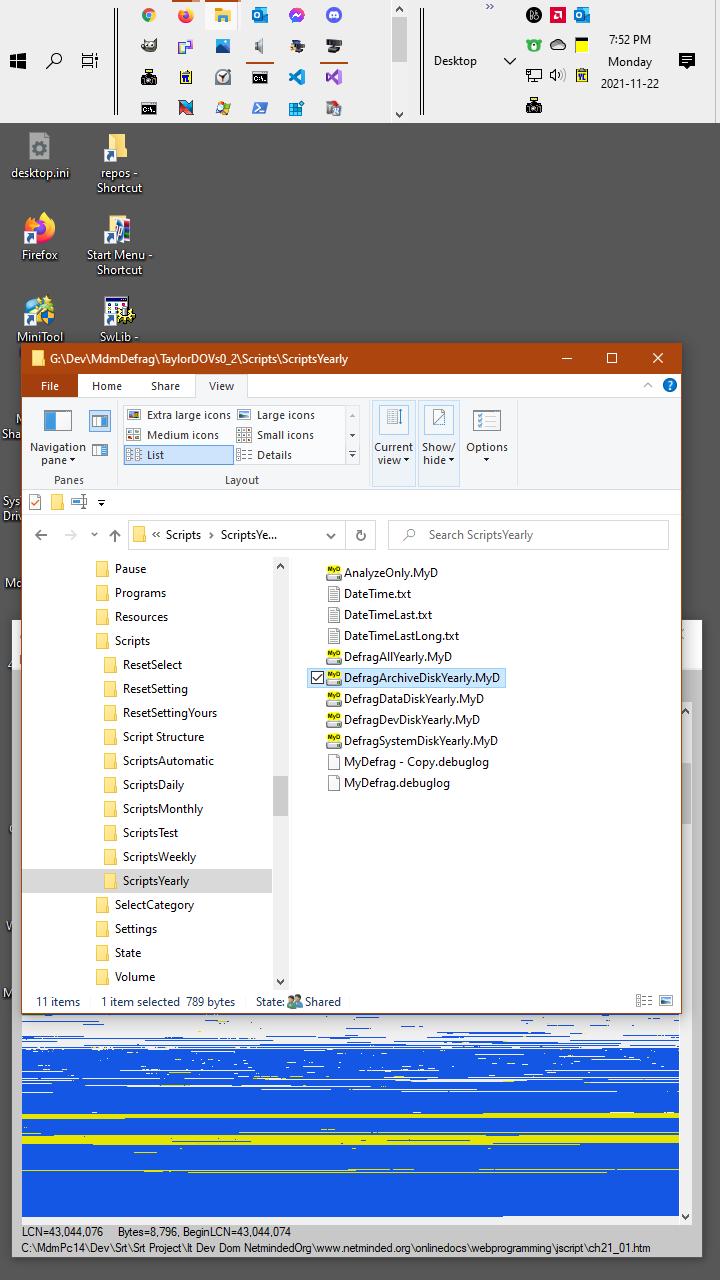 7:52 PM
Desktop
Monday
2021-11-22
desktop.ini
repos -
Shortcut
Firefox
Start Menu -
Shortcut
MiniTool
SwLib -
G:\Dev\MdmDefrag\TaylorDOVs0_2\Scripts\ScriptsYearly
File Home Share View
Extra large icons Large icons
Medium icons Small icons
List Details
Navigation
pane
Current
view
Show/
hide
Options
Panes Layout
« Scripts › ScriptsYe... Search ScriptsYearly
Pause
Programs
Resources
Scripts
ResetSelect
ResetSetting
ResetSettingYours
Script Structure
ScriptsAutomatic
ScriptsDaily
ScriptsMonthly
ScriptsTest
ScriptsWeekly
ScriptsYearly
SelectCategory
Settings
State
Volume
AnalyzeOnly.MyD
DateTime.txt
DateTimeLast.txt
DateTimeLastLong.txt
DefragAllYearly.MyD
DefragArchiveDiskYearly.MyD
DefragDataDiskYearly.MyD
DefragDevDiskYearly.MyD
DefragSystemDiskYearly.MyD
MyDefrag - Copy.debuglog
MyDefrag.debuglog
11 items 1 item selected 789 bytes State: Shared
LCN=43,044,076 Bytes=8,796, BeginLCN=43,044,074
C:\MdmPc14\Dev\Srt\Srt Project\It Dev Dom NetmindedOrg\www.netminded.org\onlinedocs\webprogramming\jscript\ch21_01.htm